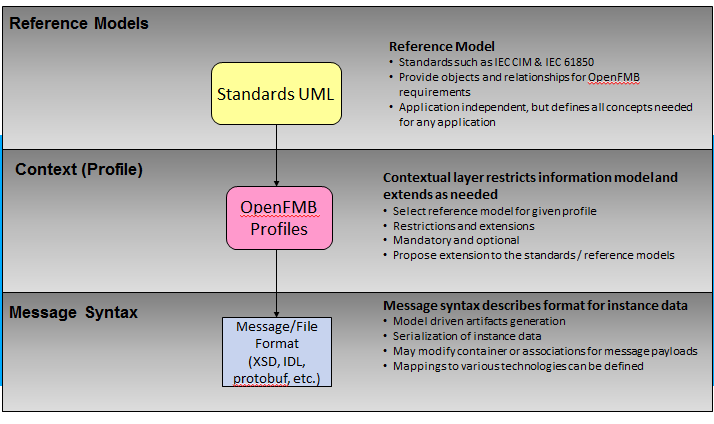 Reference Models
Standards UML
Reference Model
• Standards such as IEC CIM & IEC 61850
• Provide objects and relationships for OpenFMB
requirements
• Application independent, but defines all concepts needed
for any application
Context (Profile)
OpenFMB
Profiles
Contextual layer restricts information model and
extends as needed
• Select reference model for given profile
• Restrictions and extensions
• Mandatory and optional
• Propose extension to the standards / reference models
Message Syntax
Message/File
Format
(XSD, IDL,
protobuf, etc.)
Message syntax describes format for instance data
• Model driven artifacts generation
• Serialization of instance data
• May modify container or associations for message payloads
• Mappings to various technologies can be defined